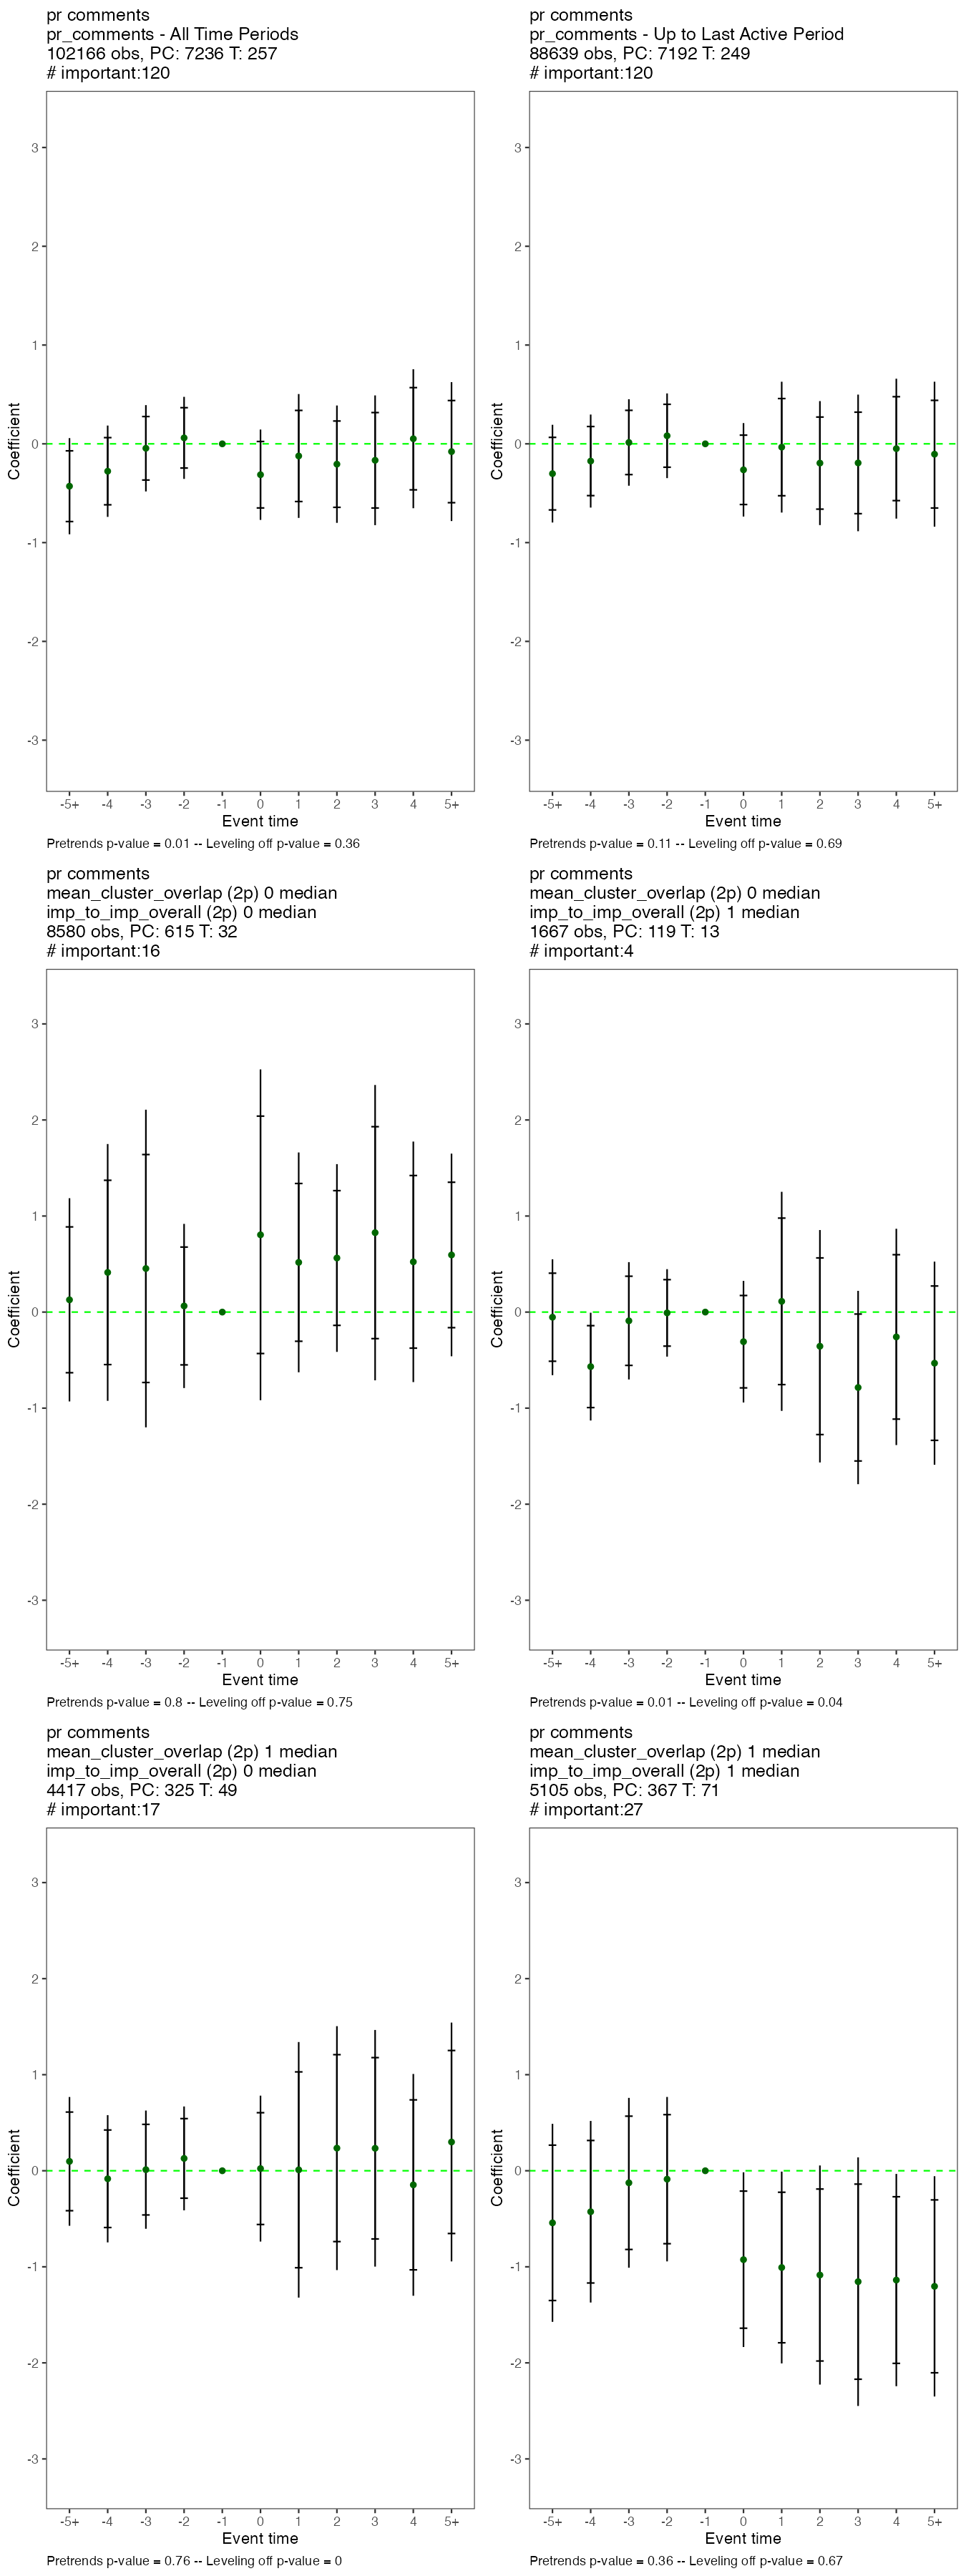 pr comments
pr_comments - All Time Periods
102166 obs, PC: 7236 T: 257
# important:120
3
2
1
0
-1
-2
-3
Coefficient
-5+ -4 -3 -2 -1 0 1 2 3 4 5+
Event time
Pretrends p-value = 0.01 -- Leveling off p-value = 0.36
pr comments
pr_comments - Up to Last Active Period
88639 obs, PC: 7192 T: 249
# important:120
3
2
1
0
-1
-2
-3
Coefficient
-5+ -4 -3 -2 -1 0 1 2 3 4 5+
Event time
Pretrends p-value = 0.11 -- Leveling off p-value = 0.69
pr comments
mean_cluster_overlap (2p) 0 median
imp_to_imp_overall (2p) 0 median
8580 obs, PC: 615 T: 32
# important:16
3
2
1
0
-1
-2
-3
Coefficient
-5+ -4 -3 -2 -1 0 1 2 3 4 5+
Event time
Pretrends p-value = 0.8 -- Leveling off p-value = 0.75
pr comments
mean_cluster_overlap (2p) 0 median
imp_to_imp_overall (2p) 1 median
1667 obs, PC: 119 T: 13
# important:4
3
2
1
0
-1
-2
-3
Coefficient
-5+ -4 -3 -2 -1 0 1 2 3 4 5+
Event time
Pretrends p-value = 0.01 -- Leveling off p-value = 0.04
pr comments
mean_cluster_overlap (2p) 1 median
imp_to_imp_overall (2p) 0 median
4417 obs, PC: 325 T: 49
# important:17
3
2
1
0
-1
-2
-3
Coefficient
-5+ -4 -3 -2 -1 0 1 2 3 4 5+
Event time
Pretrends p-value = 0.76 -- Leveling off p-value = 0
pr comments
mean_cluster_overlap (2p) 1 median
imp_to_imp_overall (2p) 1 median
5105 obs, PC: 367 T: 71
# important:27
3
2
1
0
-1
-2
-3
Coefficient
-5+ -4 -3 -2 -1 0 1 2 3 4 5+
Event time
Pretrends p-value = 0.36 -- Leveling off p-value = 0.67